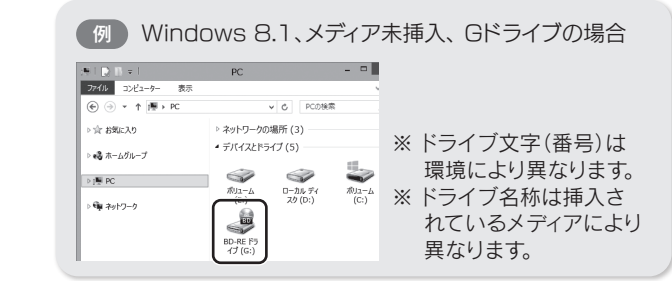 例 Windows 8.1、メディア未挿入、Gドライブの場合
PC
ファイル コンピューター 表示
PC PCの検索
お気に入り
ホームグループ
PC
ネットワーク
ネットワークの場所 (3)
デバイスとドライブ (5)
ボリューム
ローカル ディ
スク (D:)
ボリューム
(C:)
BD-RE ドラ
イブ (G:)
※ ドライブ文字(番号)は
環境により異なります。
※ ドライブ名称は挿入さ
れているメディアにより
異なります。